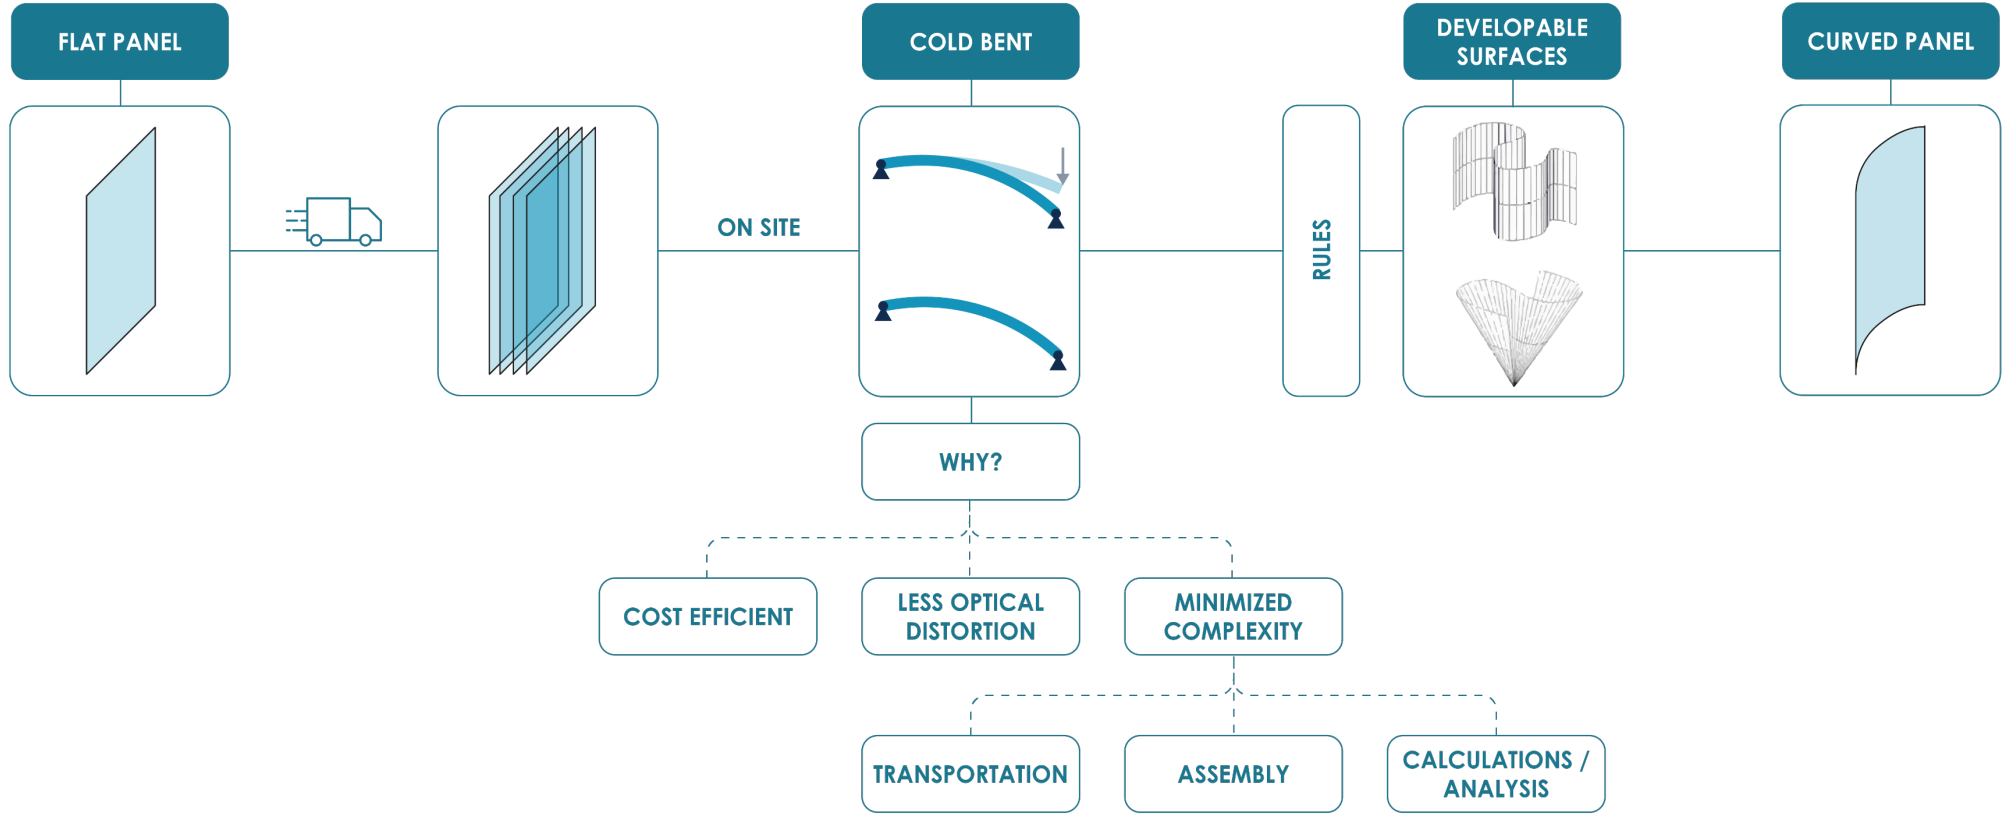 FLAT PANEL
COLD BENT
DEVELOPABLE
SURFACES
CURVED PANEL
ON SITE
RULES
WHY?
COST EFFICIENT
LESS OPTICAL
DISTORTION
MINIMIZED
COMPLEXITY
TRANSPORTATION
ASSEMBLY
CALCULATIONS /
ANALYSIS